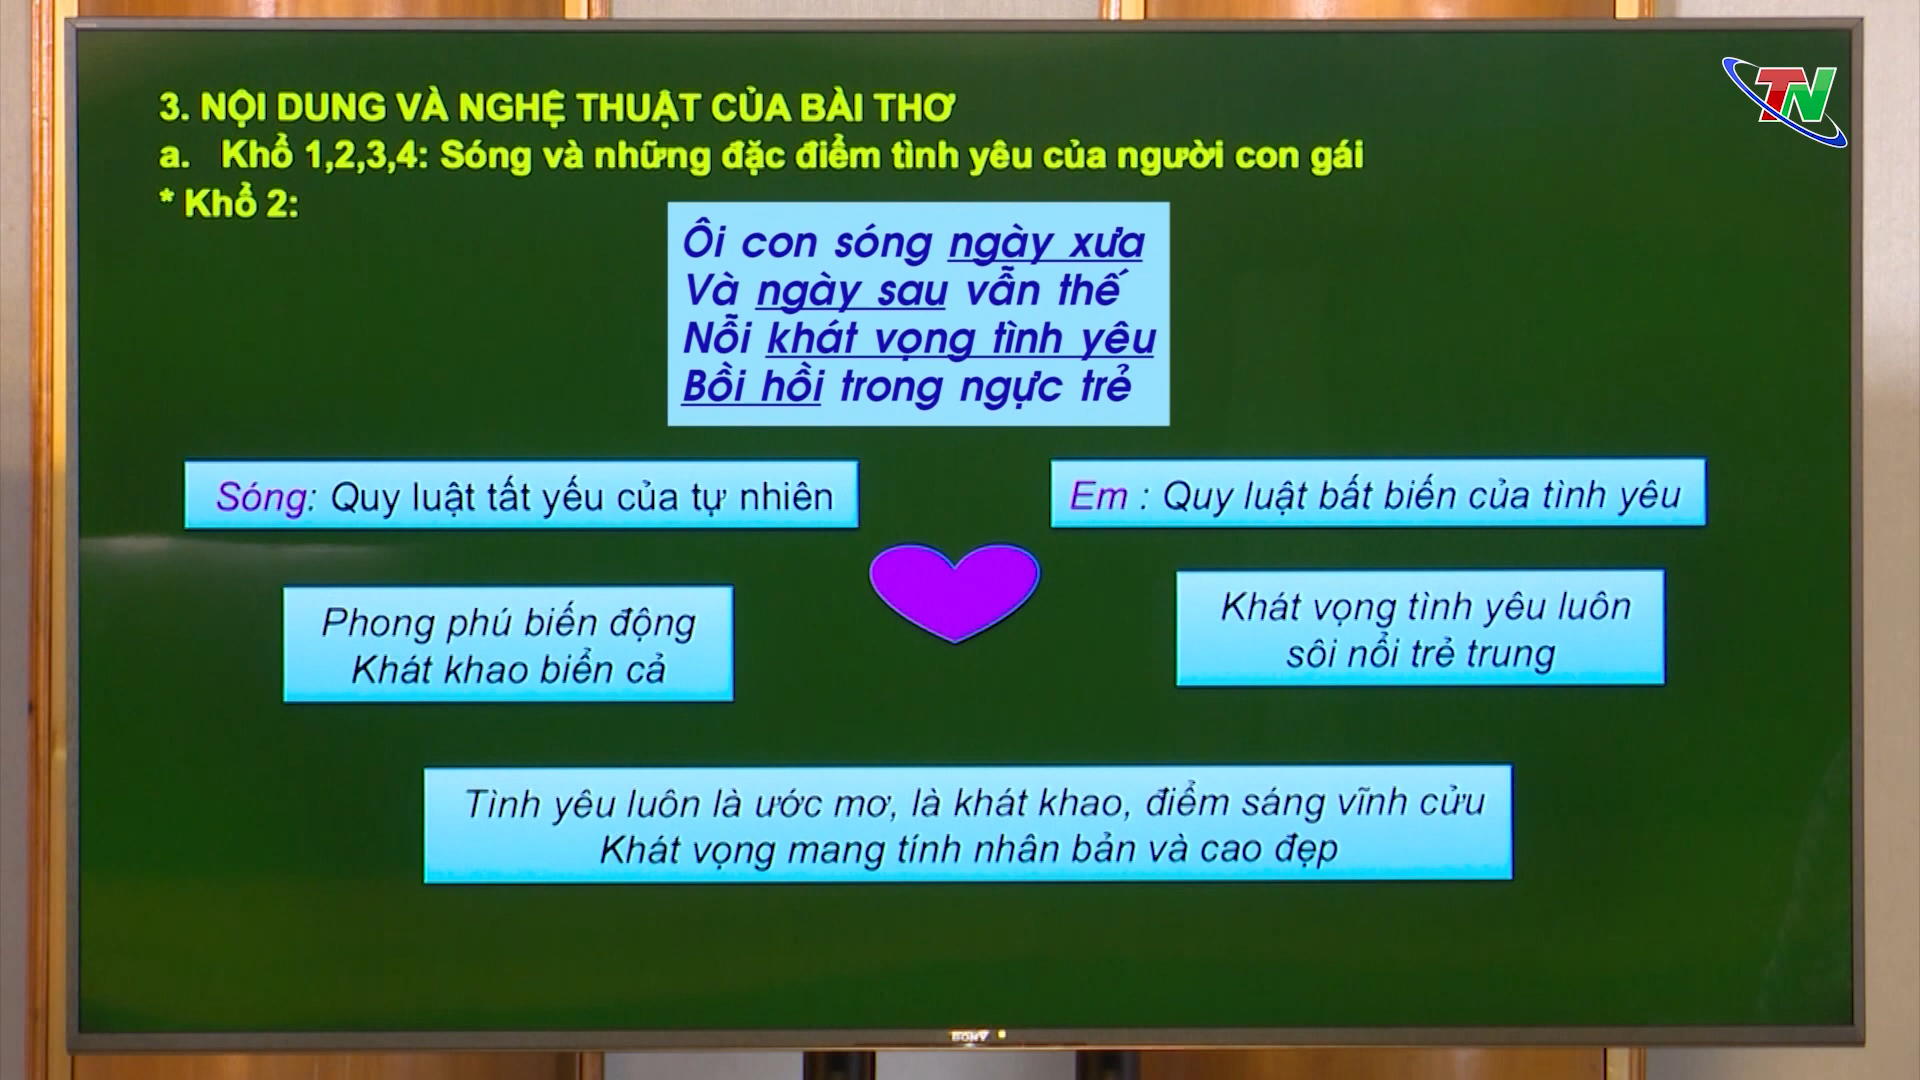 TN
3. NỘI DUNG VÀ NGHỆ THUẬT CỦA BÀI THƠ
a. Khổ 1,2,3,4: Sóng và những đặc điểm tình yêu của người con gái
* Khổ 2:
Ôi con sóng ngày xưa
Và ngày sau vẫn thế
Nỗi khát vọng tình yêu
Bồi hồi trong ngực trẻ
Sóng: Quy luật tất yếu của tự nhiên
Em : Quy luật bất biến của tình yêu
Phong phú biến động
Khát khao biển cả
Khát vọng tình yêu luôn
sôi nổi trẻ trung
Tình yêu luôn là ước mơ, là khát khao, điểm sáng vĩnh cửu
Khát vọng mang tính nhân bản và cao đẹp
SONY